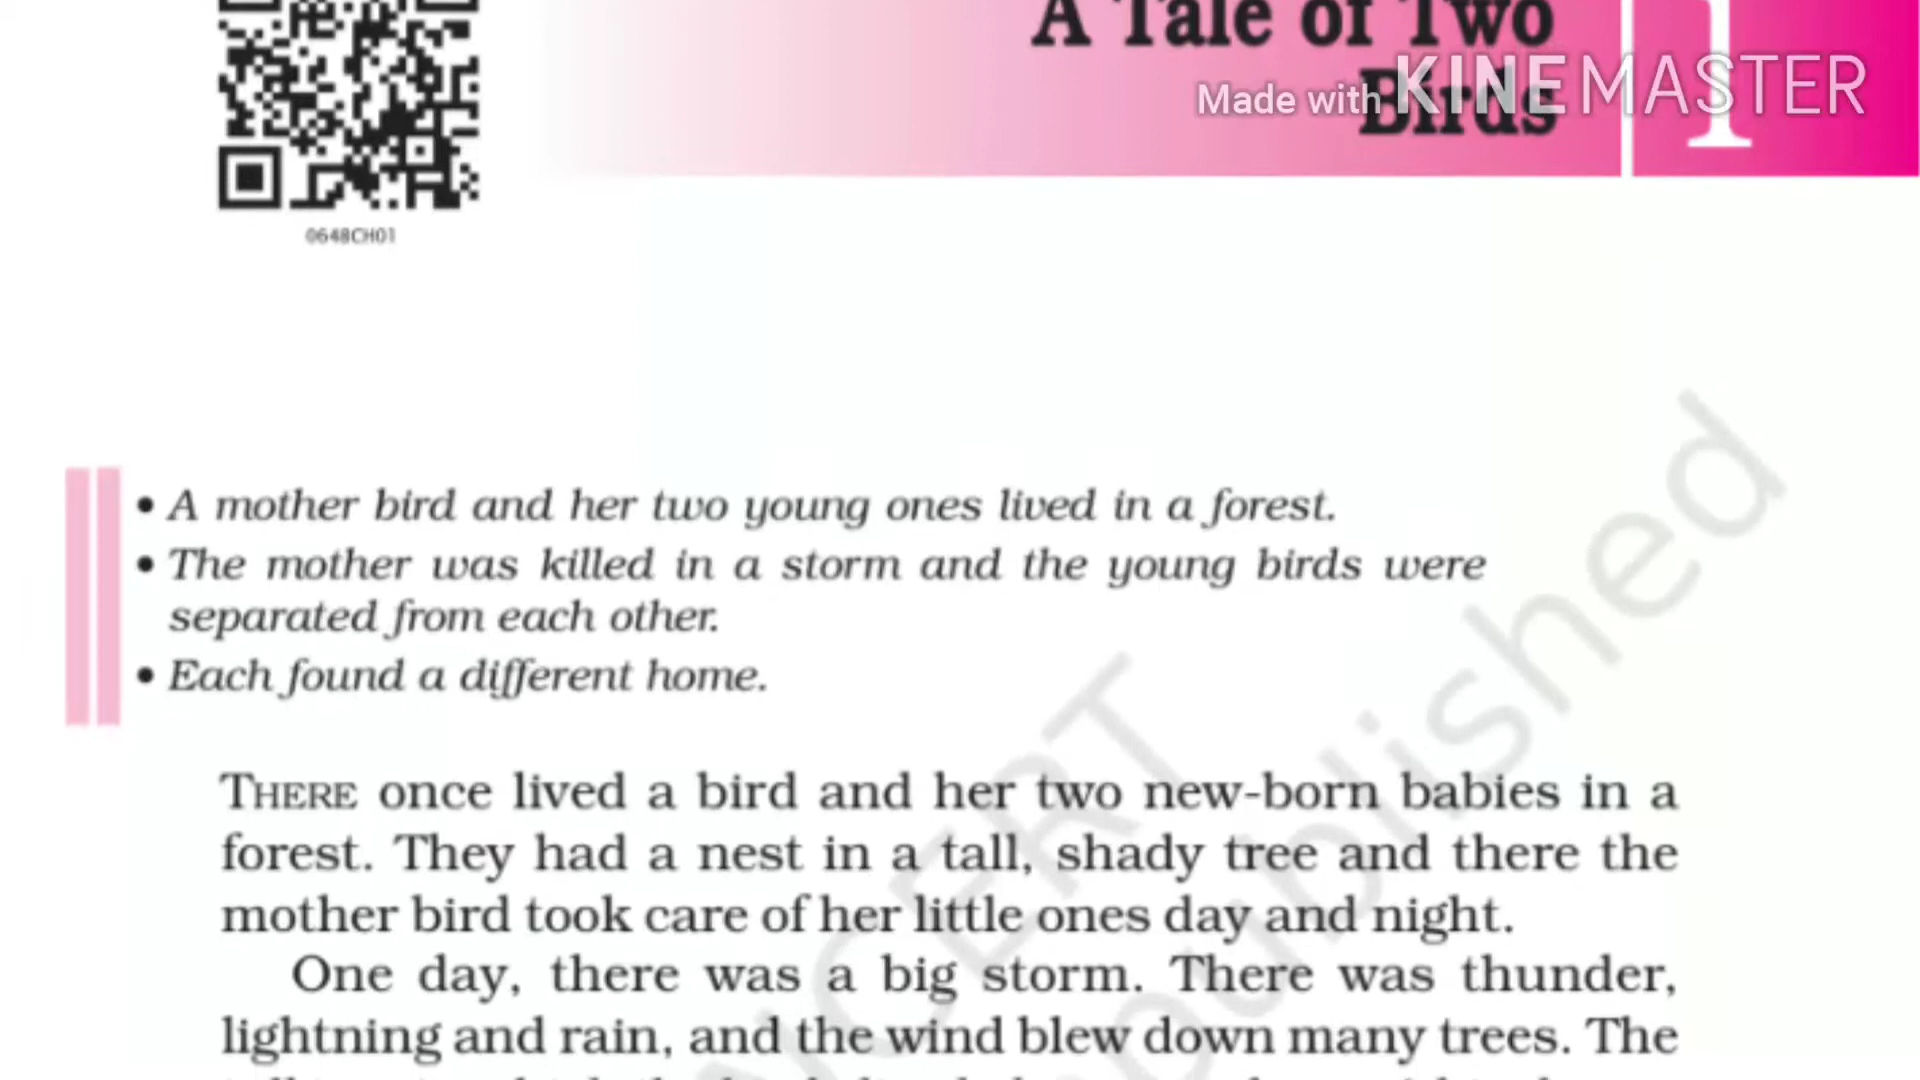 A Tale of Two
Birds
1
Made with KINEMASTER
0648CH01
• A mother bird and her two young ones lived in a forest.
• The mother was killed in a storm and the young birds were
separated from each other.
• Each found a different home.
THERE once lived a bird and her two new-born babies in a
forest. They had a nest in a tall, shady tree and there the
mother bird took care of her little ones day and night.
One day, there was a big storm. There was thunder,
lightning and rain, and the wind blew down many trees. The
NCERT
published